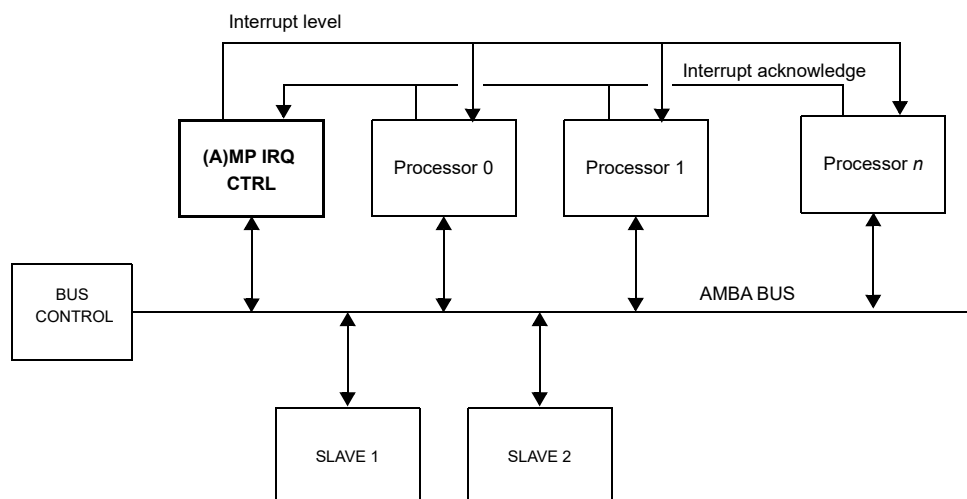 Interrupt level
Interrupt acknowledge
(A)MP IRQ
CTRL
Processor 0
Processor 1
Processor n
BUS
CONTROL
AMBA BUS
SLAVE 1
SLAVE 2